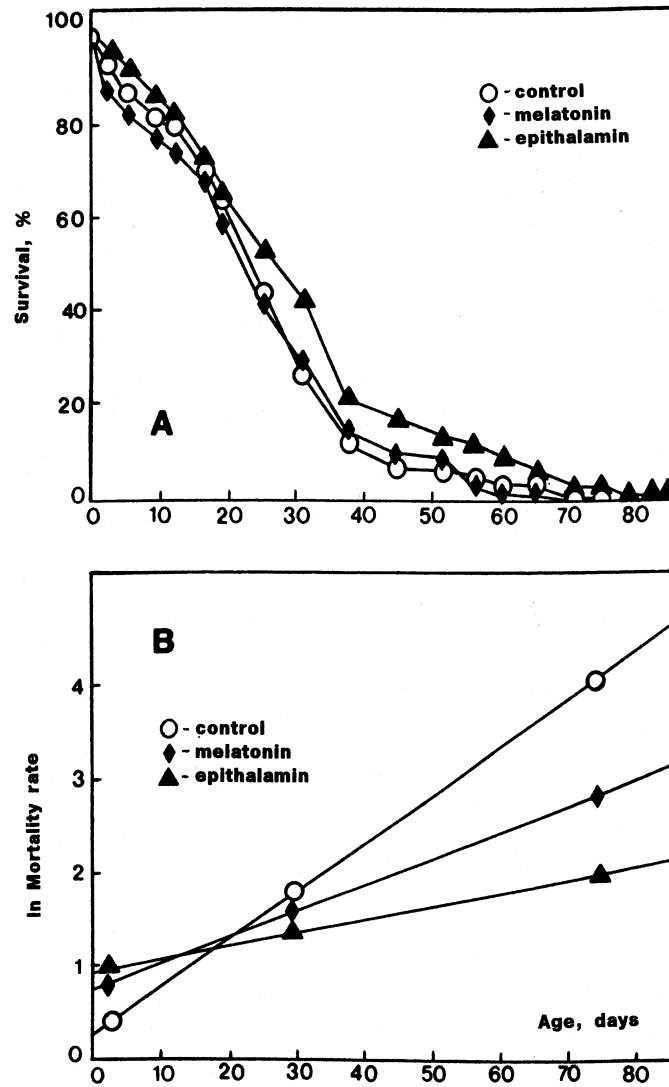 100
80
60
40
20
0
Survival, %
- control
- melatonin
- epithalamin
A
0 10 20 30 40 50 60 70 80
B
4
3
2
1
0
ln Mortality rate
- control
- melatonin
- epithalamin
Age, days
0 10 20 30 40 50 60 70 80